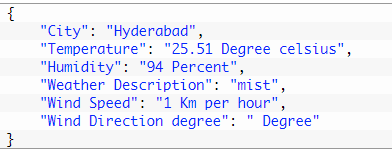 {
"City": "Hyderabad",
"Temperature": "25.51 Degree celsius",
"Humidity": "94 Percent",
"Weather Description": "mist",
"Wind Speed": "1 Km per hour",
"Wind Direction degree": " Degree"
}